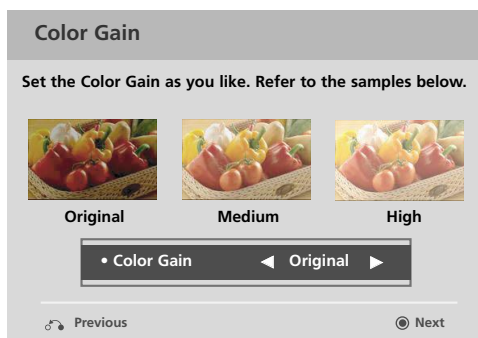 Color Gain
Set the Color Gain as you like. Refer to the samples below.
Original Medium High
• Color Gain ◀ Original ▶
Previous Next